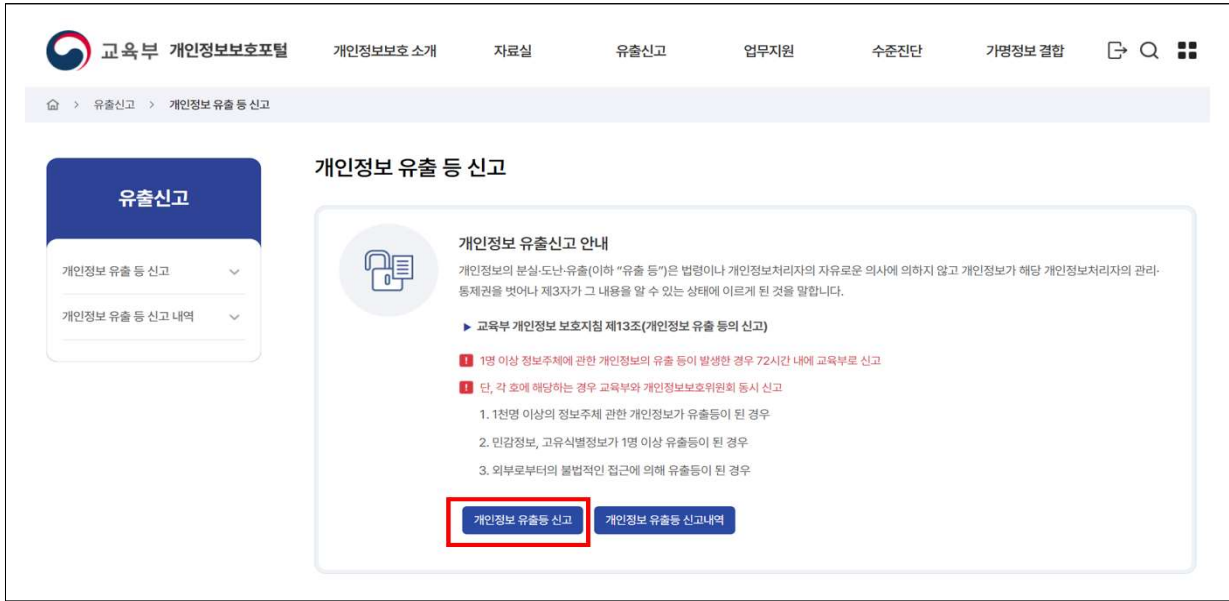 교육부 개인정보보호포털
개인정보보호 소개
자료실
유출신고
업무지원
수준진단
가명정보 결합
유출신고 > 개인정보 유출 등 신고
유출신고
개인정보 유출 등 신고
개인정보 유출 등 신고 내역
개인정보 유출 등 신고
개인정보 유출신고 안내
개인정보의 분실·도난·유출(이하 "유출 등")은 법령이나 개인정보처리자의 자유로운 의사에 의하지 않고 개인정보가 해당 개인정보처리자의 관리·
통제권을 벗어나 제3자가 그 내용을 알 수 있는 상태에 이르게 된 것을 말합니다.
▶ 교육부 개인정보 보호지침 제13조(개인정보 유출 등의 신고)
! 1명 이상 정보주체에 관한 개인정보의 유출 등이 발생한 경우 72시간 내에 교육부로 신고
! 단, 각 호에 해당하는 경우 교육부와 개인정보보호위원회 동시 신고
1. 1천명 이상의 정보주체 관한 개인정보가 유출등이 된 경우
2. 민감정보, 고유식별정보가 1명 이상 유출등이 된 경우
3. 외부로부터의 불법적인 접근에 의해 유출등이 된 경우
개인정보 유출등 신고
개인정보 유출등 신고내역